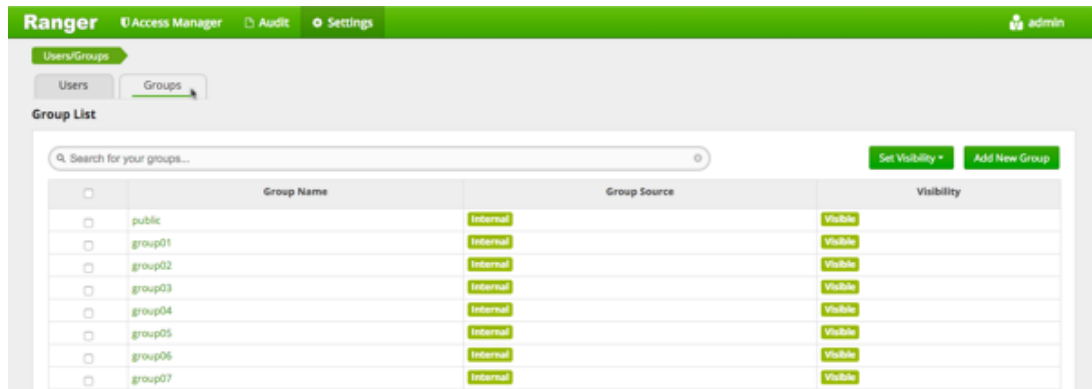 Ranger Access Manager Audit Settings admin
Users/Groups
Users Groups
Group List
Search for your groups... Set Visibility Add New Group
Group Name Group Source Visibility
public Internal Visible
group01 Internal Visible
group02 Internal Visible
group03 Internal Visible
group04 Internal Visible
group05 Internal Visible
group06 Internal Visible
group07 Internal Visible